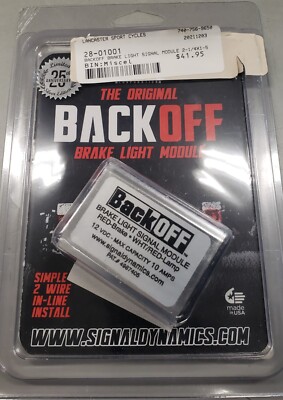 LANCASTER SPORT CYCLES
740-756-8658
28-01001
20211203
BACKOFF BRAKE LIGHT SIGNAL MODULE 2-1/8X1-5
BIN:Miscel
$41.95
25
THE ORIGINAL
BACKOFF
BRAKE LIGHT MODULE
BackOFF
BRAKE LIGHT SIGNAL MODULE
RED-Brake • WHT/RED-Lamp
12 VDC - MAX CAPACITY 10 AMPS
www.signaldynamics.com
SIMPLE
2 WIRE
IN-LINE
INSTALL
made in
USA
WWW.SIGNALDYNAMICS.COM